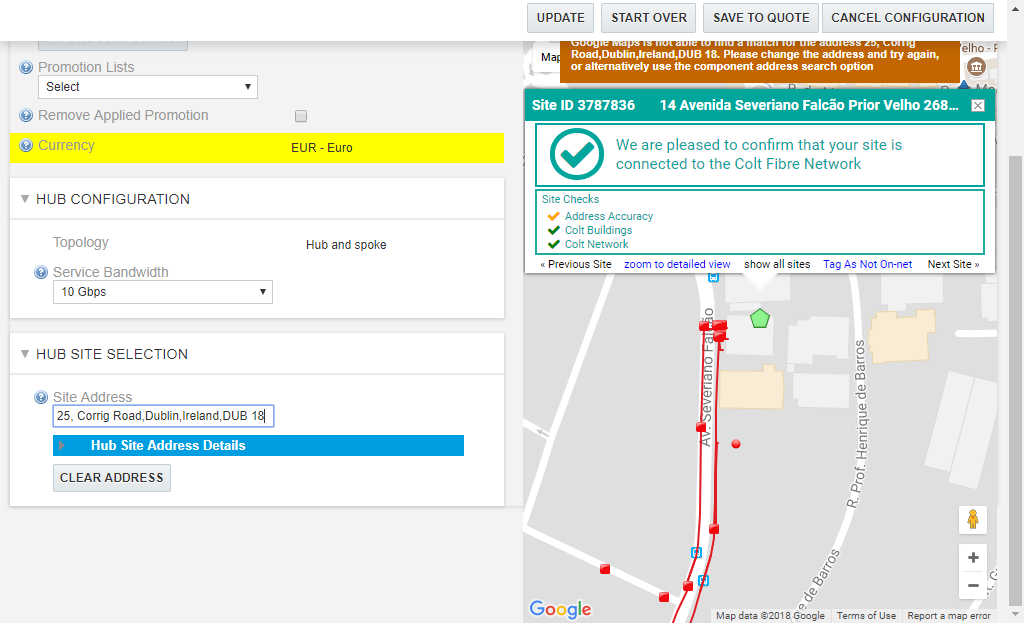 UPDATE
START OVER
SAVE TO QUOTE
CANCEL CONFIGURATION
Promotion Lists
Select
Remove Applied Promotion
Currency
EUR - Euro
HUB CONFIGURATION
Topology
Hub and spoke
Service Bandwidth
10 Gbps
HUB SITE SELECTION
Site Address
25, Corrig Road,Dublin,Ireland,DUB 18
Hub Site Address Details
CLEAR ADDRESS
Map
Google Maps is not able to find a match for the address 25, Corrig
Road,Dublin,Ireland,DUB 18. Please change the address and try again,
or alternatively use the component address search option
Site ID 3787836
14 Avenida Severiano Falcão Prior Velho 268...
We are pleased to confirm that your site is
connected to the Colt Fibre Network
Site Checks
Address Accuracy
Colt Buildings
Colt Network
« Previous Site
zoom to detailed view
show all sites
Tag As Not On-net
Next Site »
Av. Severiano Falcão
R. Prof. Henrique de Barros
e de Barros
Google
Map data ©2018 Google
Terms of Use
Report a map error